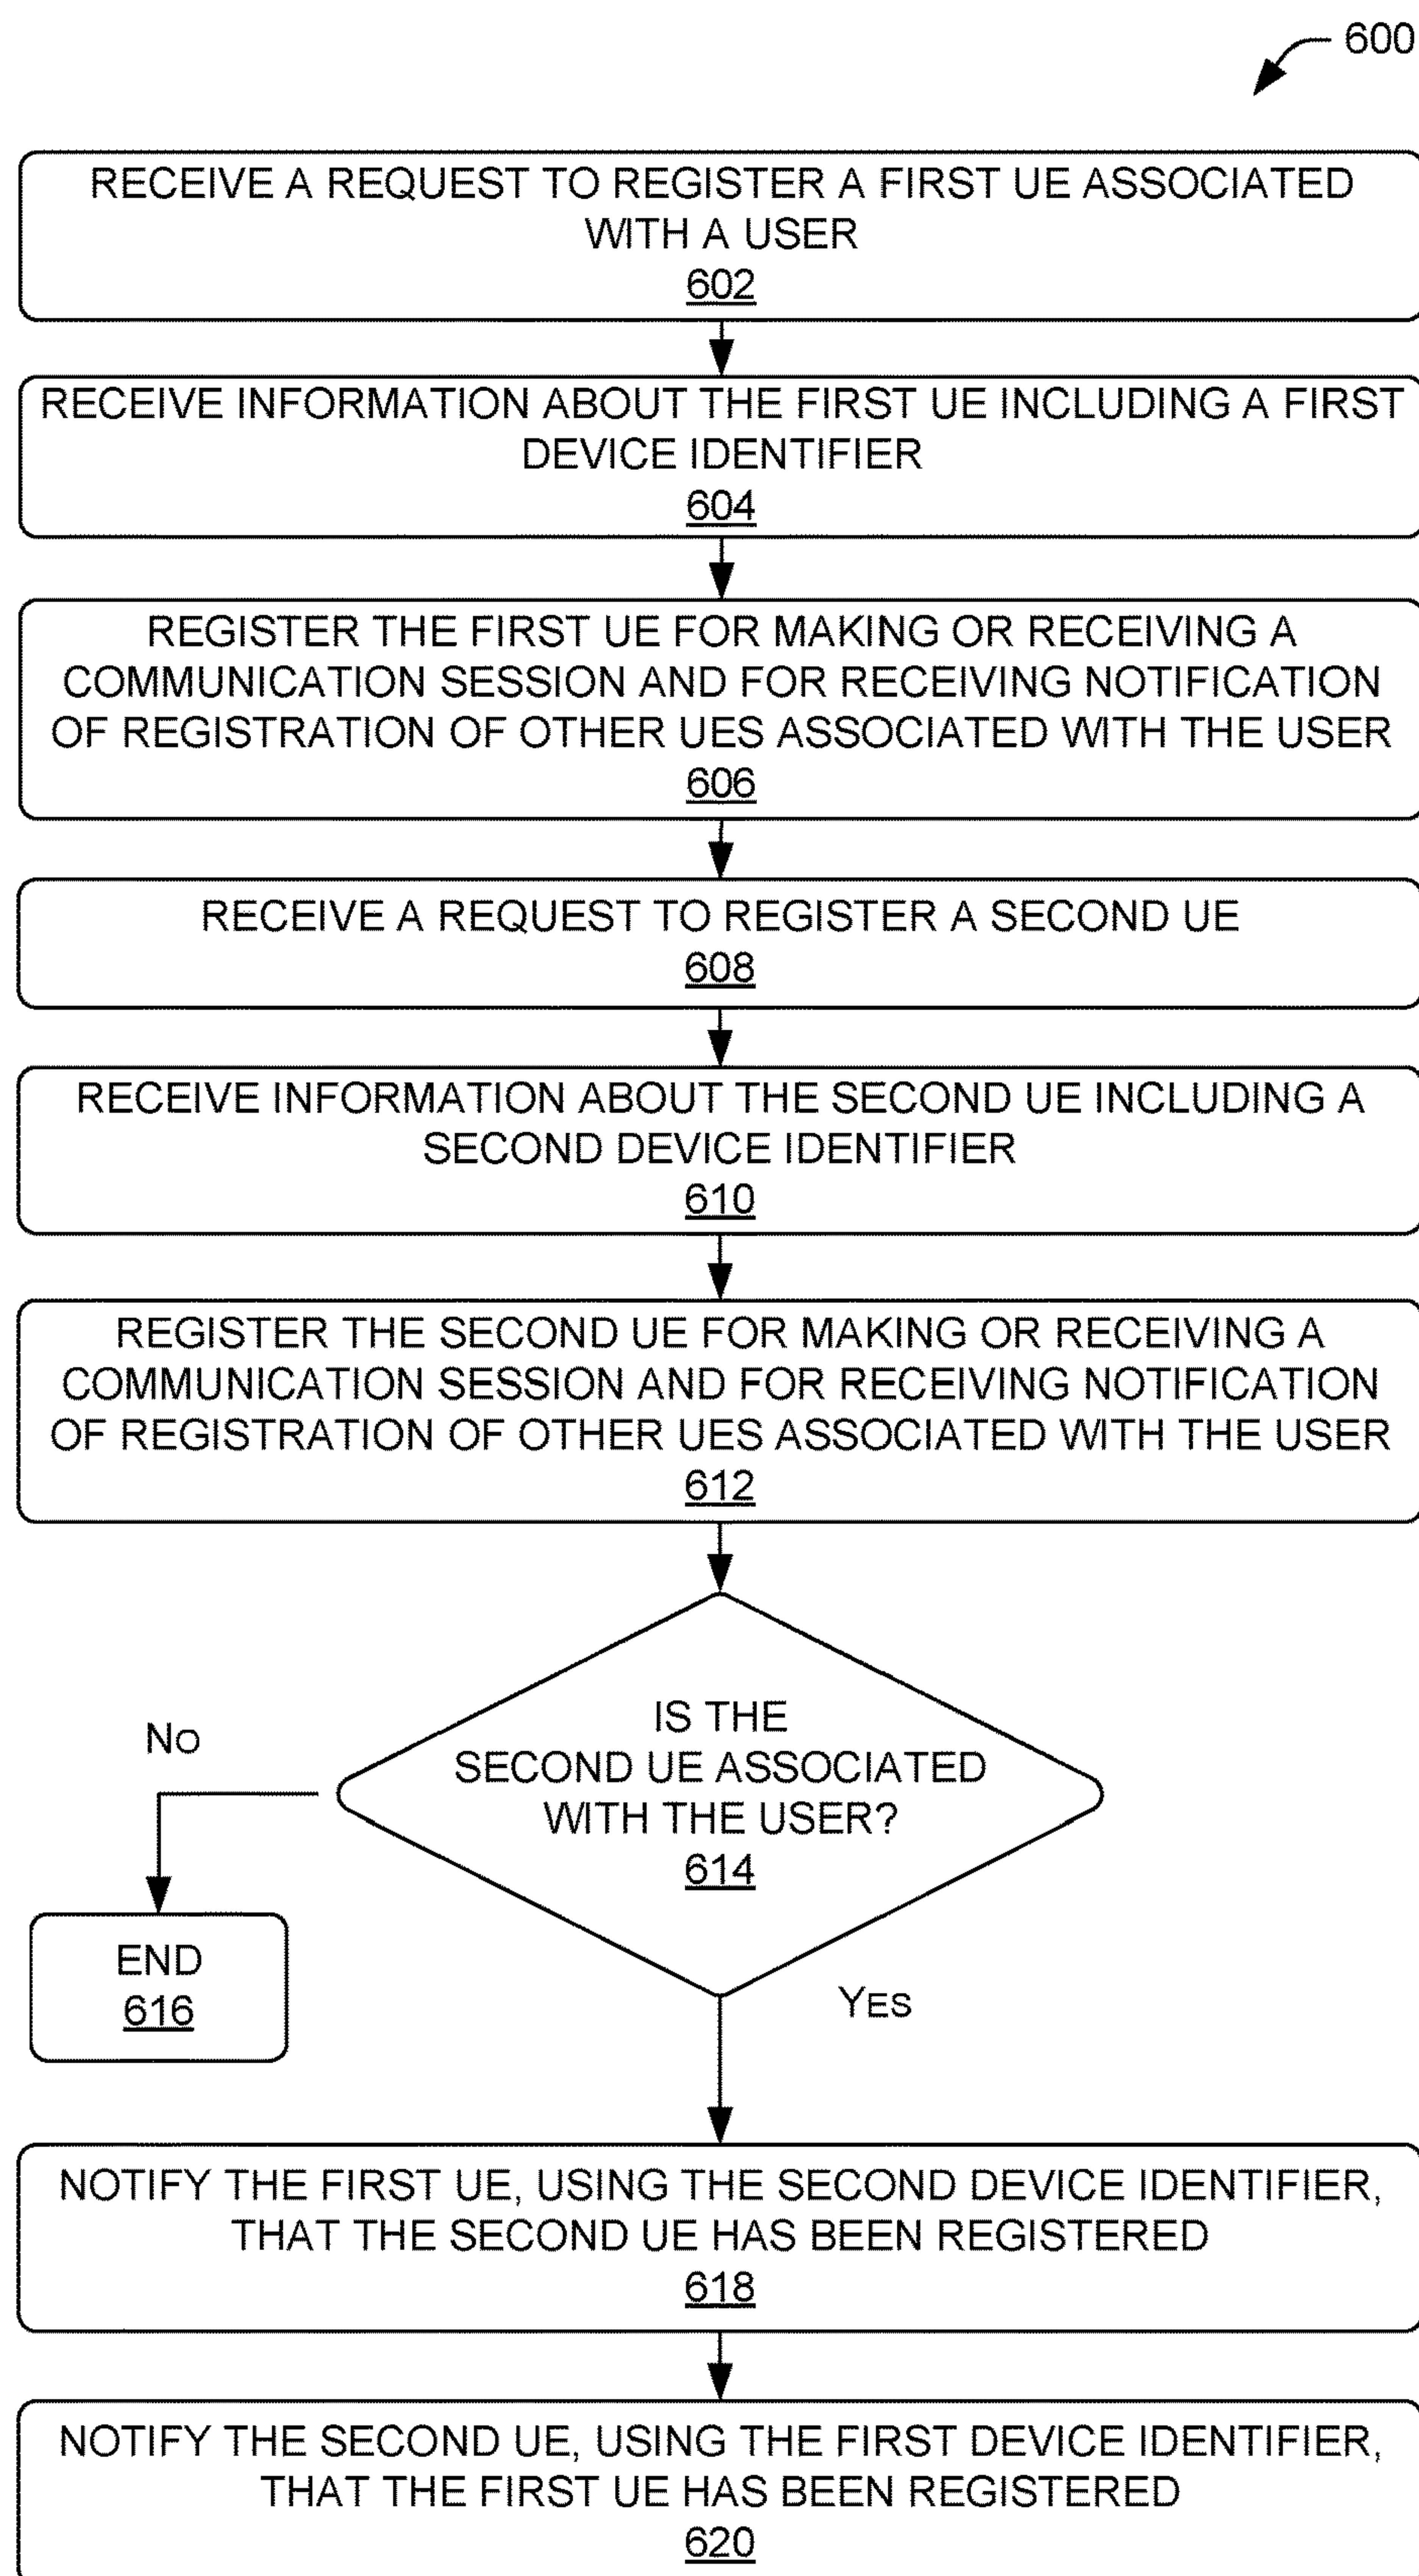 600
RECEIVE A REQUEST TO REGISTER A FIRST UE ASSOCIATED
WITH A USER
602
RECEIVE INFORMATION ABOUT THE FIRST UE INCLUDING A FIRST
DEVICE IDENTIFIER
604
REGISTER THE FIRST UE FOR MAKING OR RECEIVING A
COMMUNICATION SESSION AND FOR RECEIVING NOTIFICATION
OF REGISTRATION OF OTHER UES ASSOCIATED WITH THE USER
606
RECEIVE A REQUEST TO REGISTER A SECOND UE
608
RECEIVE INFORMATION ABOUT THE SECOND UE INCLUDING A
SECOND DEVICE IDENTIFIER
610
REGISTER THE SECOND UE FOR MAKING OR RECEIVING A
COMMUNICATION SESSION AND FOR RECEIVING NOTIFICATION
OF REGISTRATION OF OTHER UES ASSOCIATED WITH THE USER
612
IS THE
SECOND UE ASSOCIATED
WITH THE USER?
614
NO
END
616
YES
NOTIFY THE FIRST UE, USING THE SECOND DEVICE IDENTIFIER,
THAT THE SECOND UE HAS BEEN REGISTERED
618
NOTIFY THE SECOND UE, USING THE FIRST DEVICE IDENTIFIER,
THAT THE FIRST UE HAS BEEN REGISTERED
620